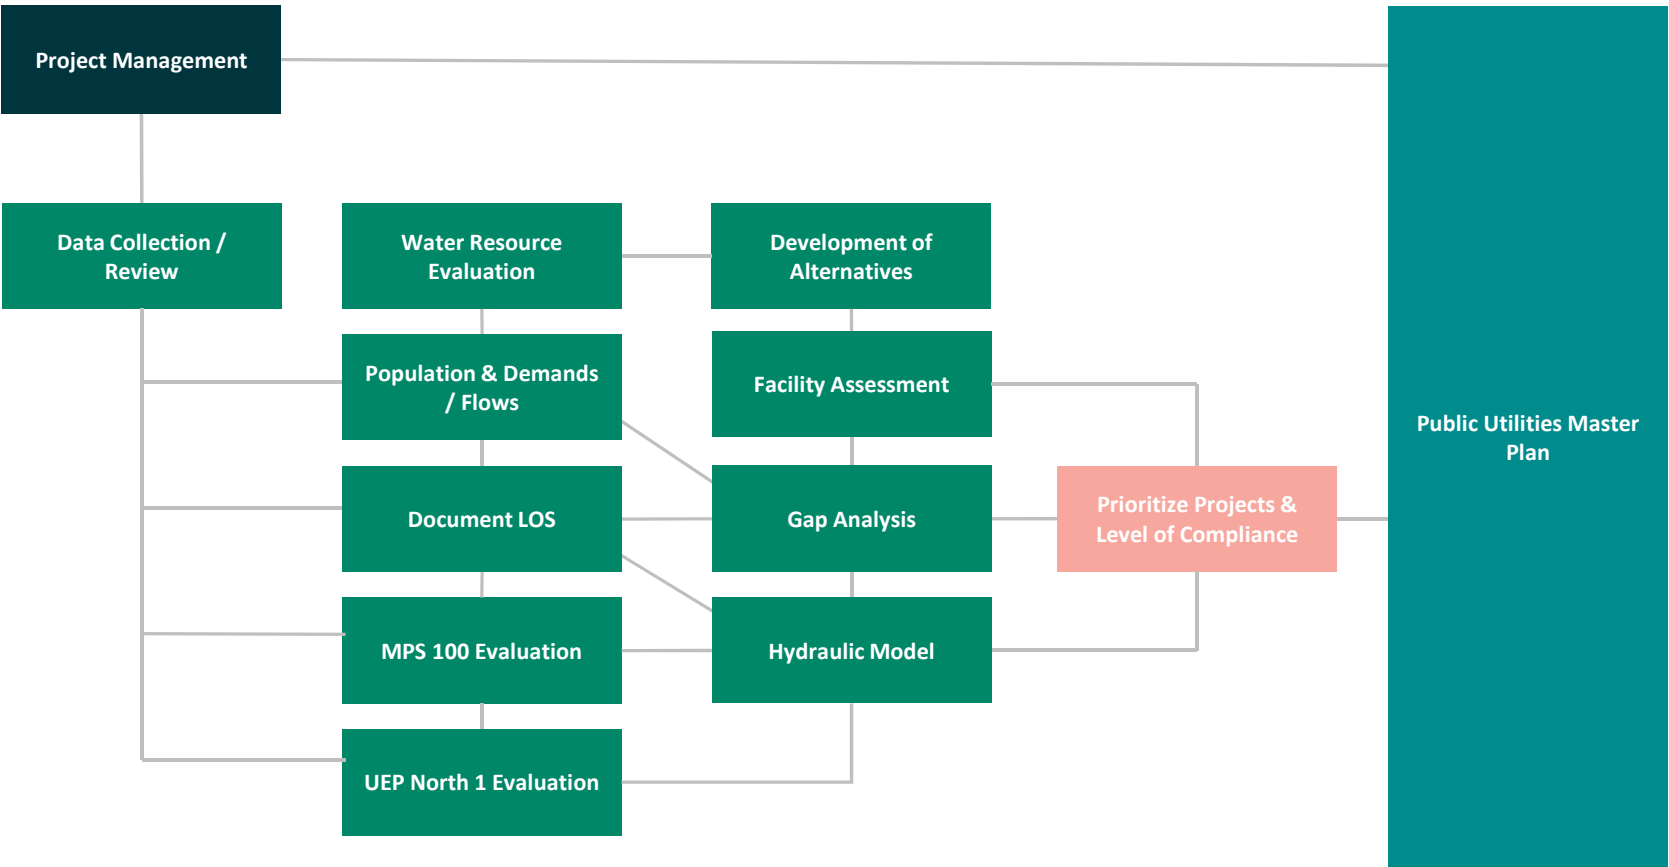 Project Management
Data Collection /
Review
Water Resource
Evaluation
Development of
Alternatives
Population & Demands
/ Flows
Facility Assessment
Document LOS
Gap Analysis
Prioritize Projects &
Level of Compliance
Public Utilities Master
Plan
MPS 100 Evaluation
Hydraulic Model
UEP North 1 Evaluation